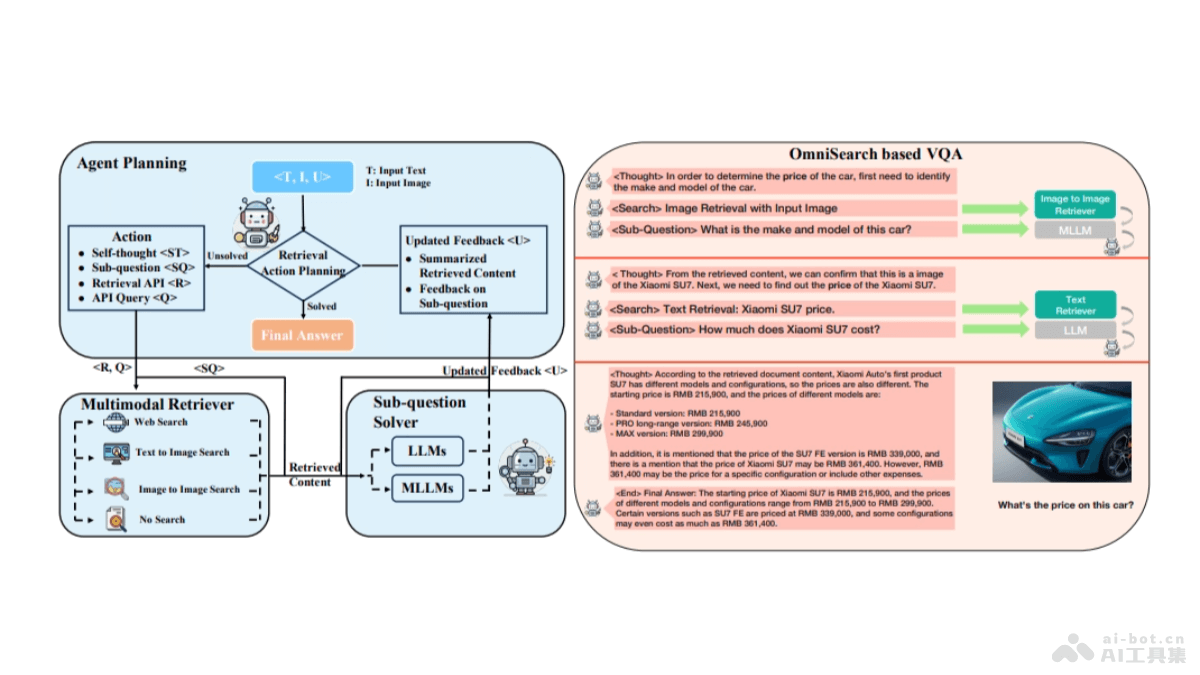 Agent Planning
<T, I, U>
T: Input Text
I: Input Image
Action
• Self-thought <ST>
• Sub-question <SQ>
• Retrieval API <R>
• API Query <Q>
Unsolved
Retrieval
Action Planning
Solved
Final Answer
Updated Feedback <U>
• Summarized
Retrieved Content
• Feedback on
Sub-question
<R, Q>
<SQ>
Updated Feedback <U>
Multimodal Retriever
Web Search
Text to Image Search
Image to Image Search
No Search
Retrieved
Content
Sub-question
Solver
LLMs
MLLMs
OmniSearch based VQA
<Thought> In order to determine the price of the car, first need to identify
the make and model of the car.
<Search> Image Retrieval with Input Image
<Sub-Question> What is the make and model of this car?
Image to Image
Retriever
MLLM
< Thought> From the retrieved content, we can confirm that this is a image
of the Xiaomi SU7. Next, we need to find out the price of the Xiaomi SU7.
<Search> Text Retrieval: Xiaomi SU7 price.
<Sub-Question> How much does Xiaomi SU7 cost?
Text
Retriever
LLM
<Thought> According to the retrieved document content, Xiaomi Auto's first product
SU7 has different models and configurations, so the prices are also different. The
starting price is RMB 215,900, and the prices of different models are:
- Standard version: RMB 215,900
- PRO long-range version: RMB 245,900
- MAX version: RMB 299,900
In addition, it is mentioned that the price of the SU7 FE version is RMB 339,000, and
there is a mention that the price of Xiaomi SU7 may be RMB 361,400. However, RMB
361,400 may be the price for a specific configuration or include other expenses.
<End> Final Answer: The starting price of Xiaomi SU7 is RMB 215,900, and the prices
of different models and configurations range from RMB 215,900 to RMB 299,900.
Certain versions such as SU7 FE are priced at RMB 339,000, and some configurations
may even cost as much as RMB 361,400.
What's the price on this car?
ai-bot.cn
AI工具集